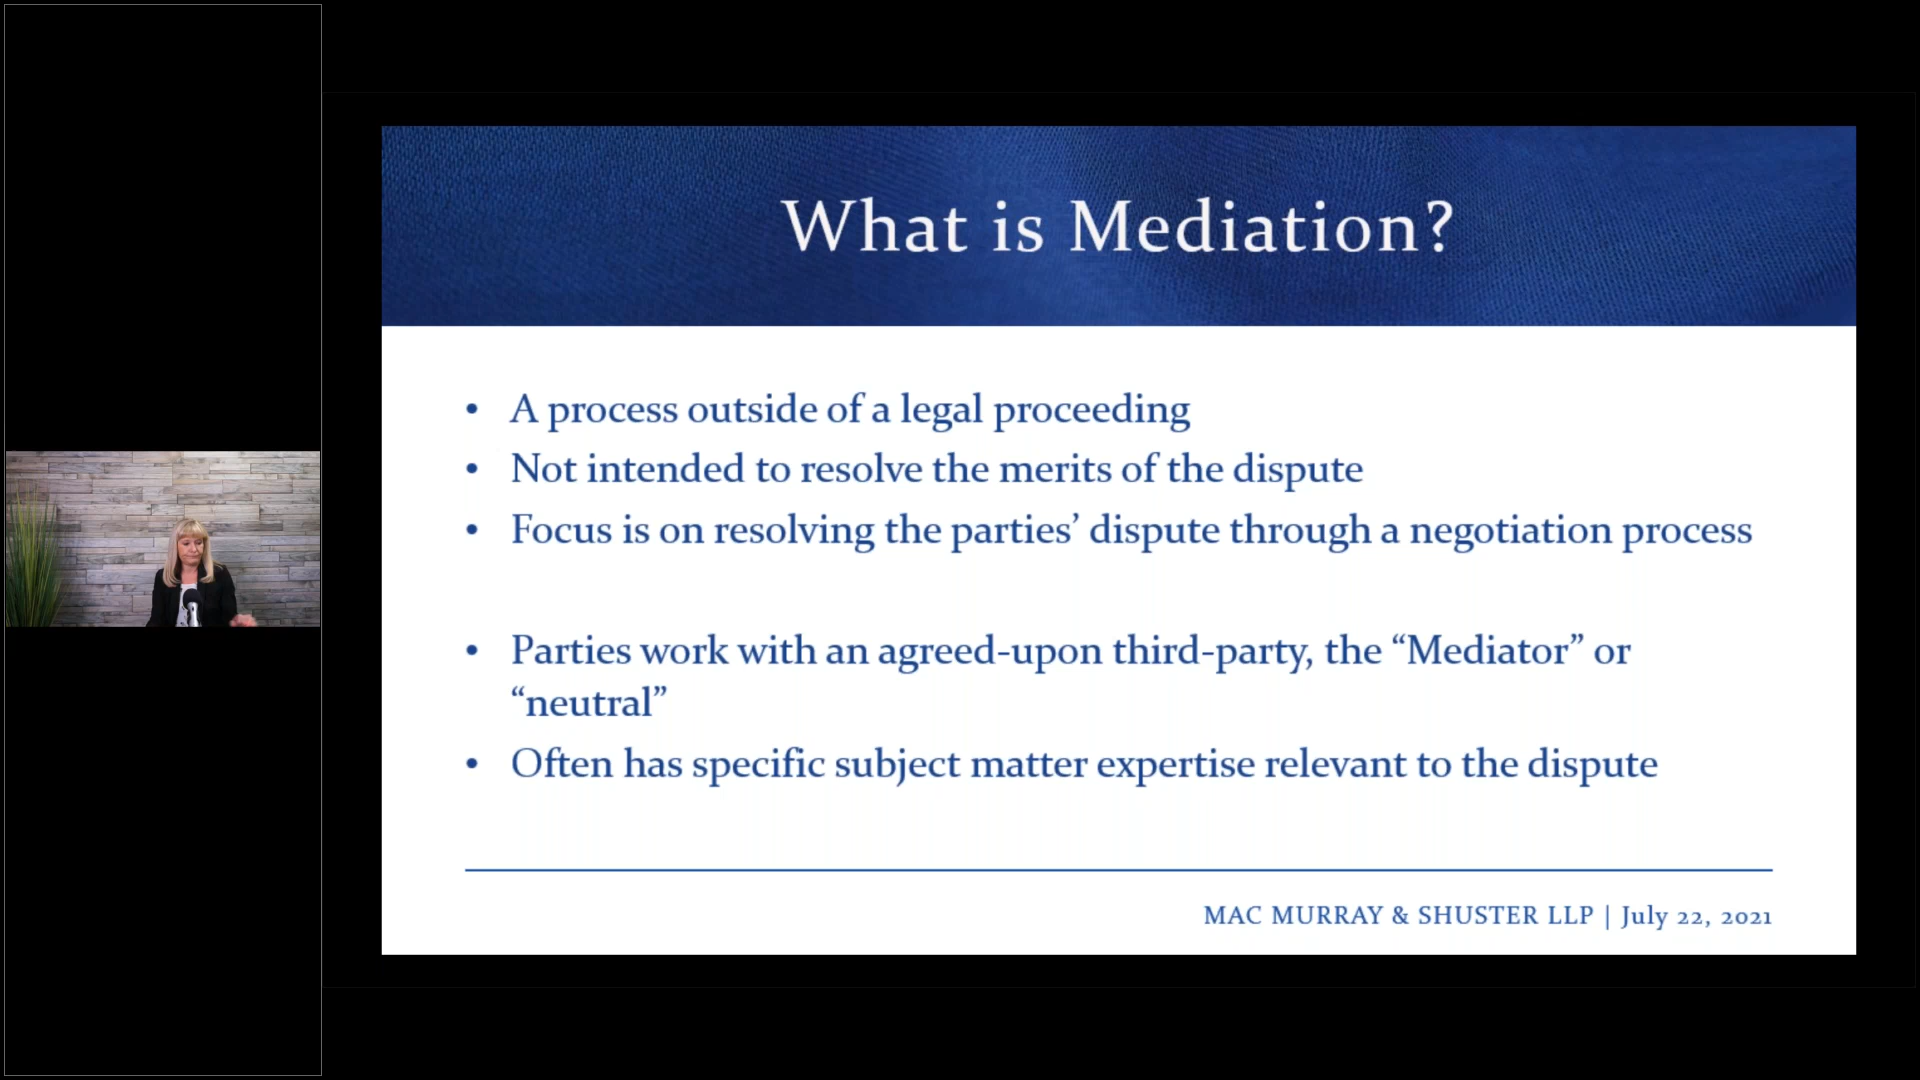 What is Mediation?
• A process outside of a legal proceeding
• Not intended to resolve the merits of the dispute
• Focus is on resolving the parties’ dispute through a negotiation process
• Parties work with an agreed-upon third-party, the “Mediator” or
“neutral”
• Often has specific subject matter expertise relevant to the dispute
MAC MURRAY & SHUSTER LLP | July 22, 2021